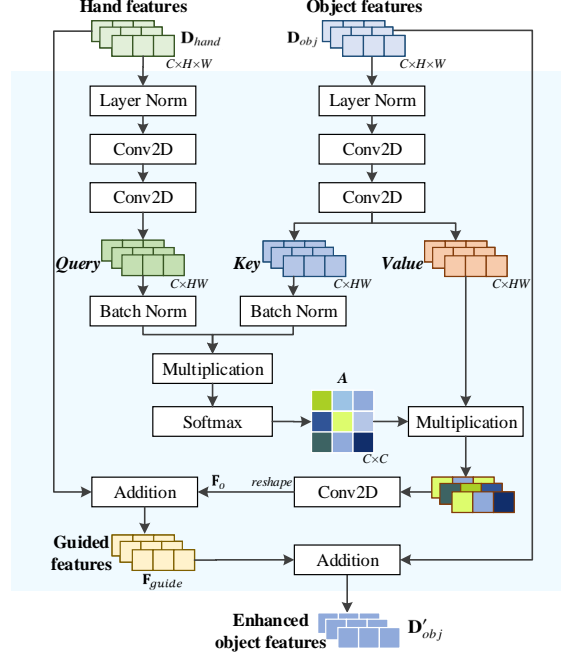 Hand features
Object features
D_hand
D_obj
C×H×W
C×H×W
Layer Norm
Layer Norm
Conv2D
Conv2D
Conv2D
Conv2D
Query
Key
Value
C×HW
C×HW
C×HW
Batch Norm
Batch Norm
Multiplication
A
Softmax
Multiplication
C×C
Addition
F_o
reshape
Conv2D
Guided
features
F_guide
Addition
Enhanced
object features
D′_obj